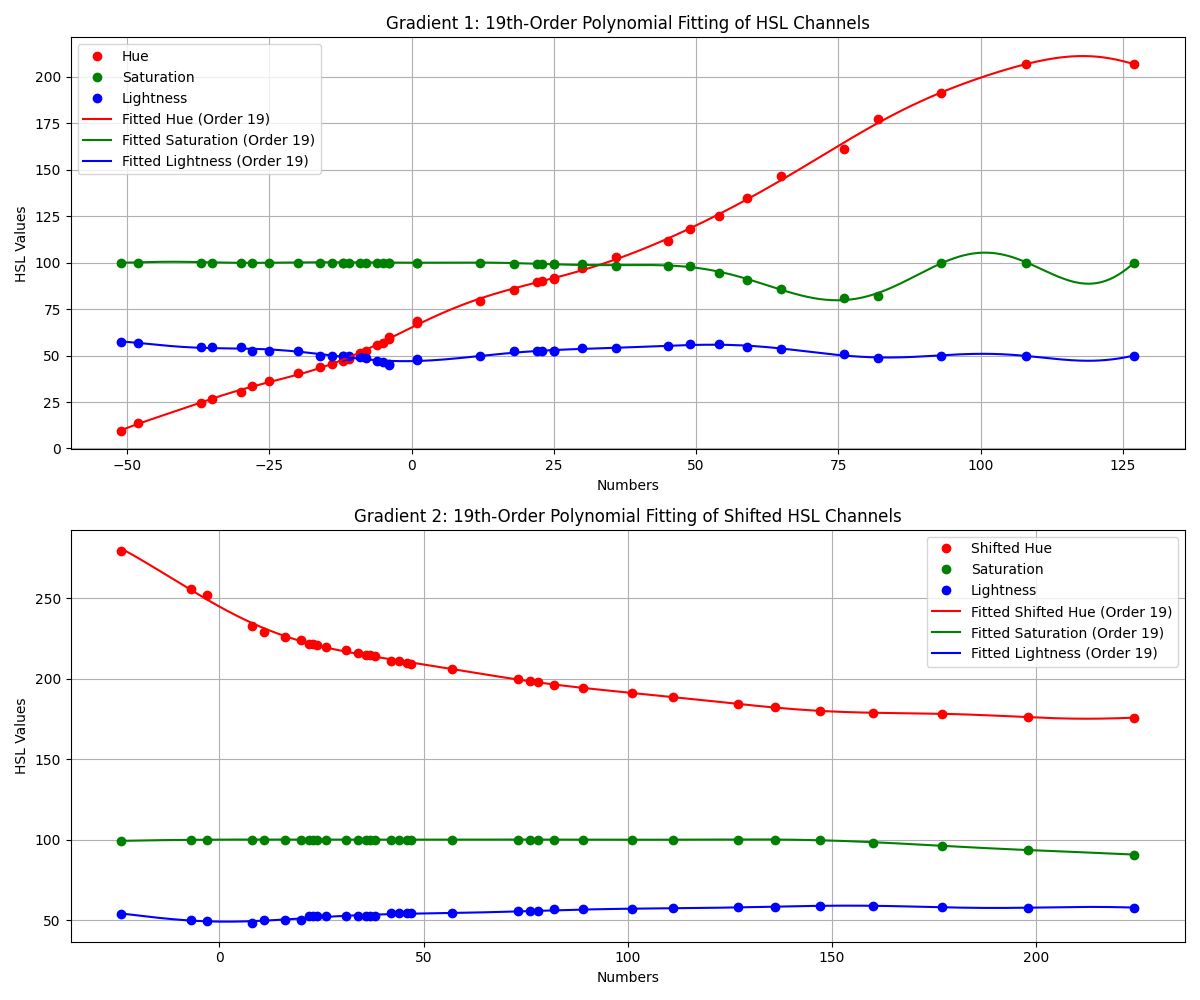 Gradient 1: 19th-Order Polynomial Fitting of HSL Channels
Hue
Saturation
Lightness
Fitted Hue (Order 19)
Fitted Saturation (Order 19)
Fitted Lightness (Order 19)
HSL Values
200
175
150
125
100
75
50
25
0
−50 −25 0 25 50 75 100 125
Numbers
Gradient 2: 19th-Order Polynomial Fitting of Shifted HSL Channels
Shifted Hue
Saturation
Lightness
Fitted Shifted Hue (Order 19)
Fitted Saturation (Order 19)
Fitted Lightness (Order 19)
HSL Values
250
200
150
100
50
0 50 100 150 200
Numbers